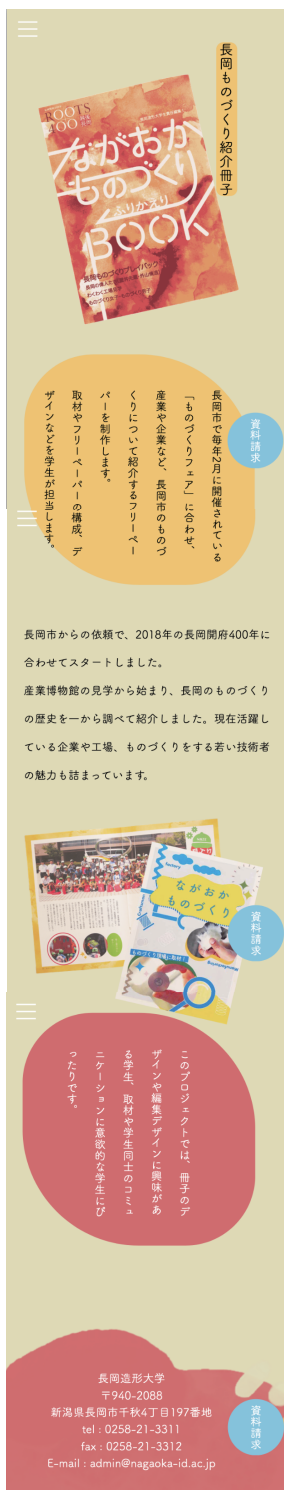 長岡ものづくり紹介冊子
ROOTS
400
ながおか
ものづくり
ふりかえり
BOOK
長岡市で毎年2月に開催されている
「ものづくりフェア」に合わせ、
産業や企業など、長岡市のものづ
くりについて紹介するフリーペー
パーを制作します。
取材やフリーペーパーの構成、デ
ザインなどを学生が担当します。
資料請求
長岡市からの依頼で、2018年の長岡開府400年に
合わせてスタートしました。
産業博物館の見学から始まり、長岡のものづくり
の歴史を一から調べて紹介しました。現在活躍し
ている企業や工場、ものづくりをする若い技術者
の魅力も詰まっています。
factory
ながおか
ものづくり
資料請求
このプロジェクトでは、冊子のデ
ザインや編集デザインに興味があ
る学生、取材や学生同士のコミュ
ニケーションに意欲的な学生にぴ
ったりです。
長岡造形大学
〒940-2088
新潟県長岡市千秋4丁目197番地
tel : 0258-21-3311
fax : 0258-21-3312
E-mail : admin@nagaoka-id.ac.jp
資料請求